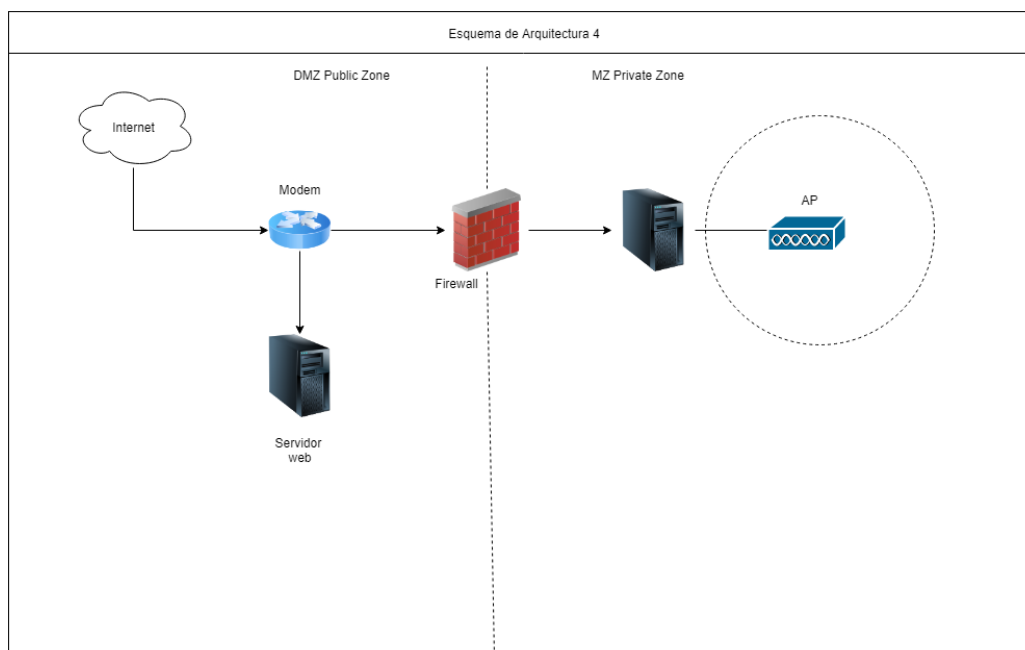 Esquema de Arquitectura 4
DMZ Public Zone
MZ Private Zone
Internet
Modem
AP
Firewall
Servidor
web